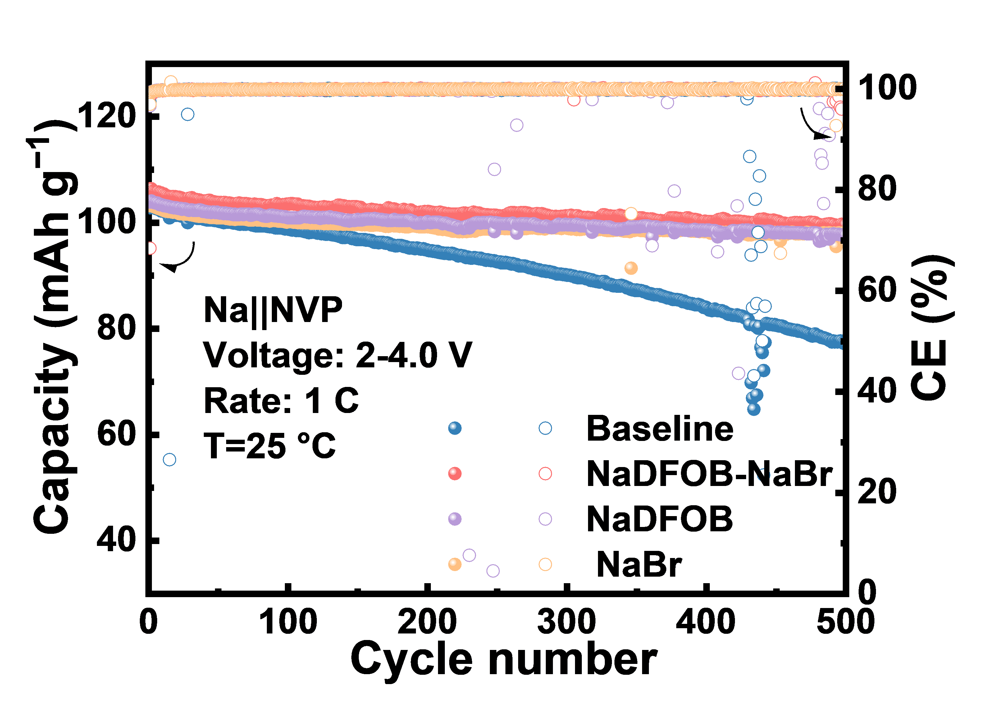 Capacity (mAh g⁻¹)
120
100
80
60
40
100
80
60
40
20
0
CE (%)
Na||NVP
Voltage: 2-4.0 V
Rate: 1 C
T=25 °C
Baseline
NaDFOB-NaBr
NaDFOB
NaBr
0 100 200 300 400 500
Cycle number